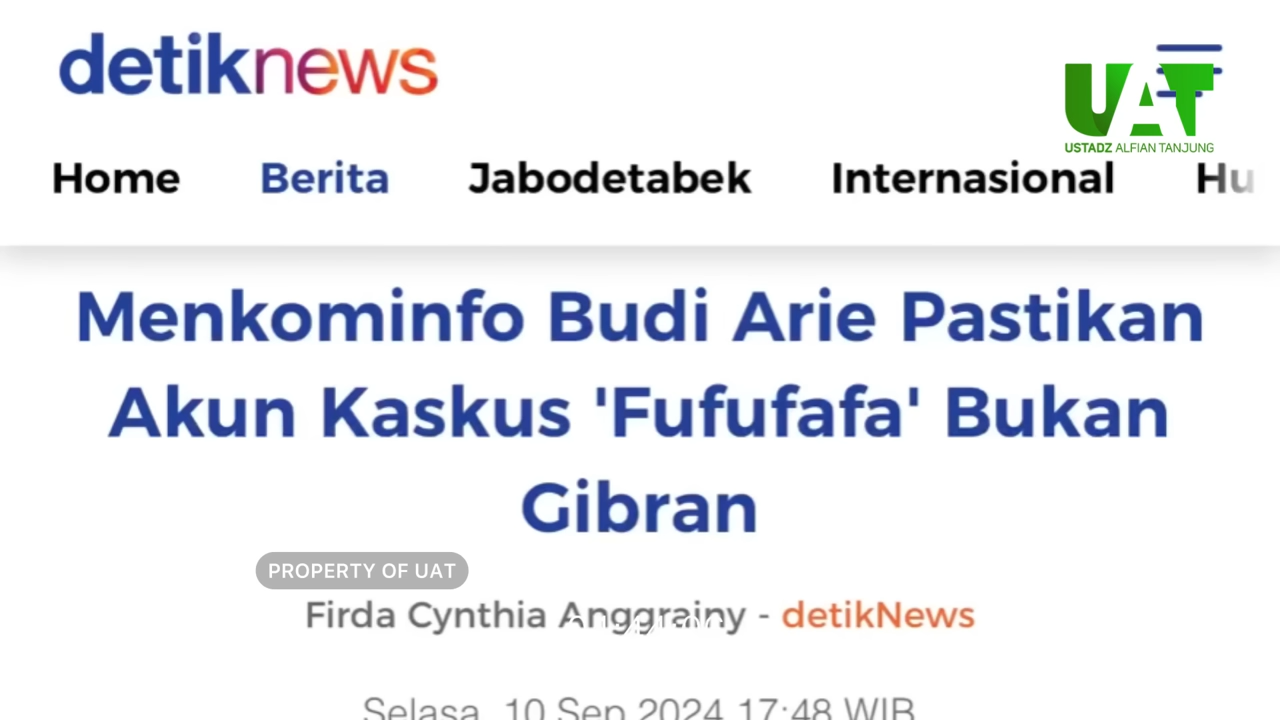 detiknews
UAT
USTADZ ALFIAN TANJUNG
Home Berita Jabodetabek Internasional Hu
Menkominfo Budi Arie Pastikan
Akun Kaskus 'Fufufafa' Bukan
Gibran
PROPERTY OF UAT
Firda Cynthia Anggrainy - detikNews
Selasa, 10 Sep 2024 17:48 WIB